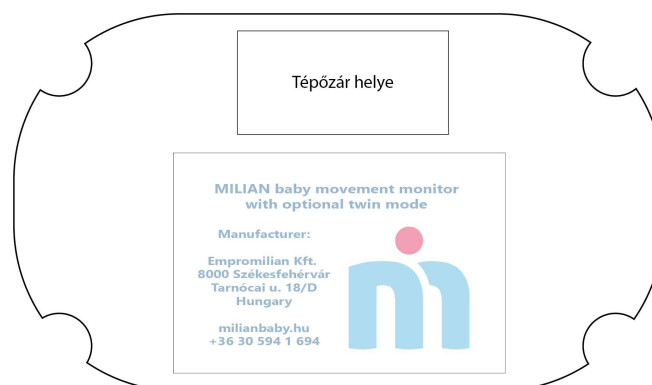 Tépőzár helye
MILIAN baby movement monitor
with optional twin mode
Manufacturer:
Empromilian Kft.
8000 Székesfehérvár
Tarnócai u. 18/D
Hungary
milianbaby.hu
+36 30 594 1 694